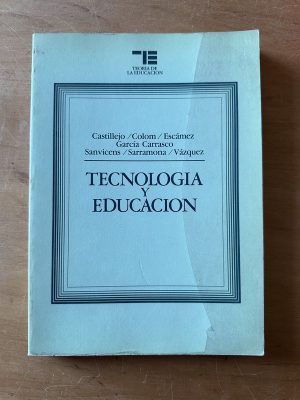 TE
TEORIA DE
LA EDUCACION
Castillejo / Colom / Escámez
García Carrasco
Sanvicens / Sarramona / Vázquez
TECNOLOGIA
Y
EDUCACION